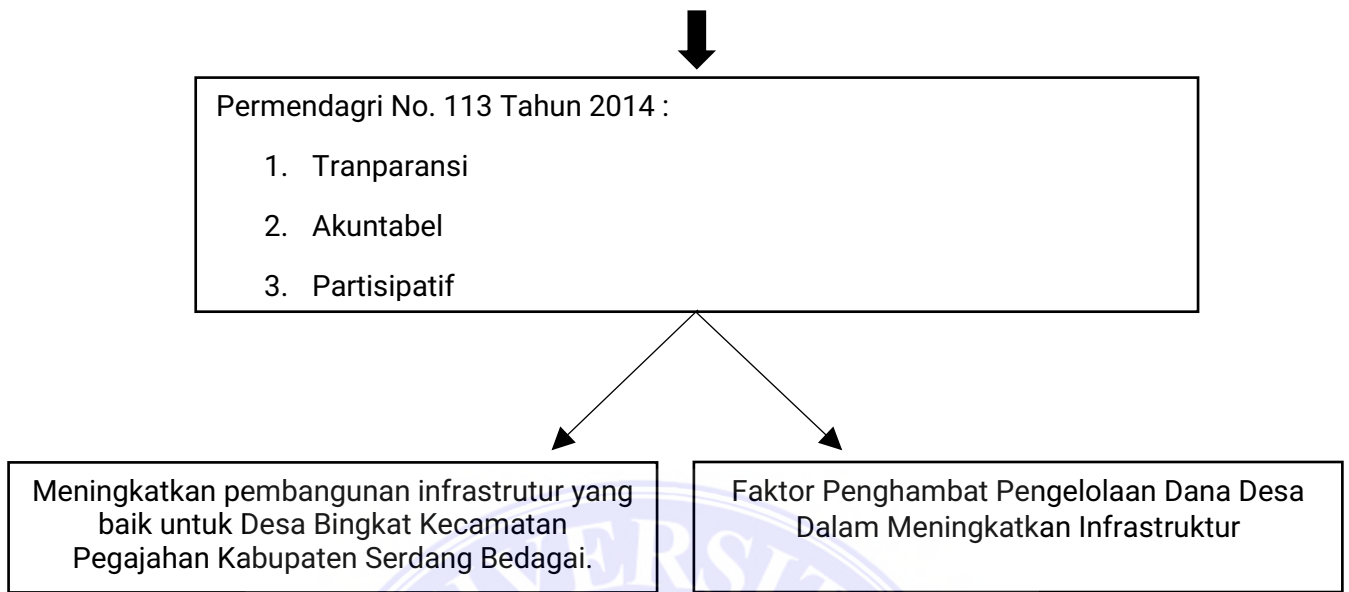 Permendagri No. 113 Tahun 2014 :
1. Tranparansi
2. Akuntabel
3. Partisipatif
Meningkatkan pembangunan infrastrutur yang
baik untuk Desa Bingkat Kecamatan
Pegajahan Kabupaten Serdang Bedagai.
Faktor Penghambat Pengelolaan Dana Desa
Dalam Meningkatkan Infrastruktur